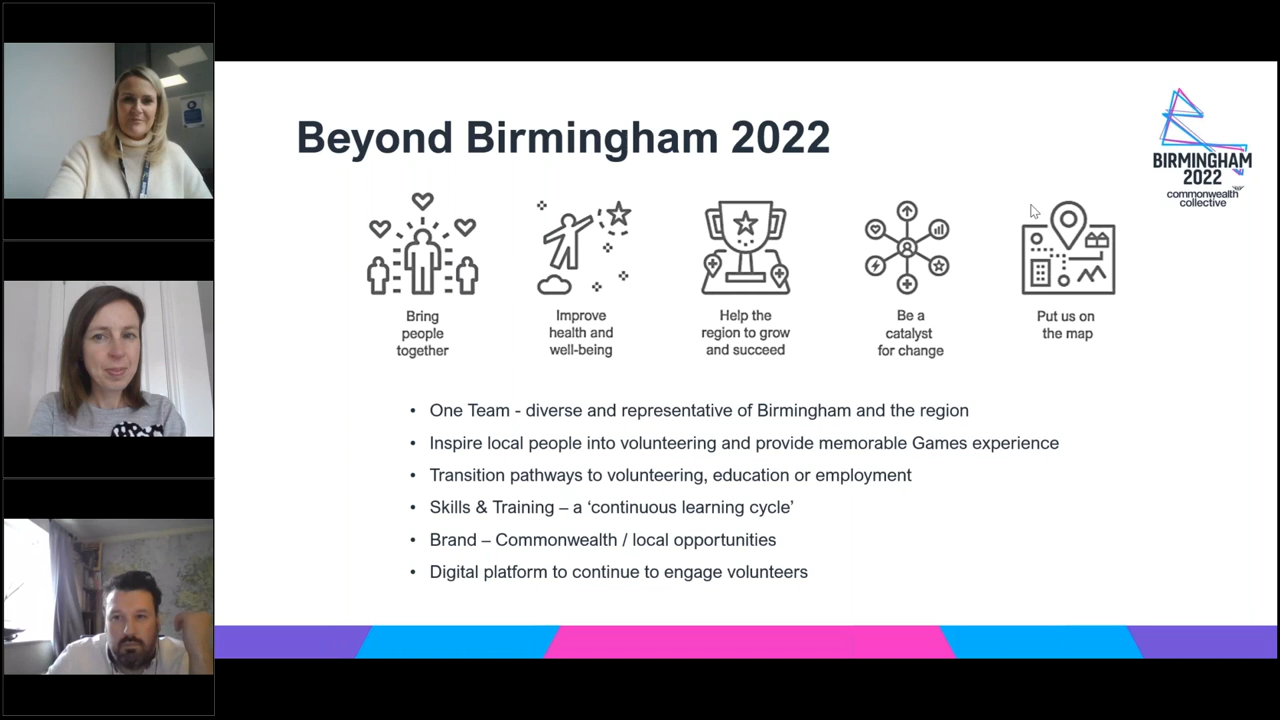 Beyond Birmingham 2022
BIRMINGHAM
2022
commonwealth
collective
Bring
people
together
Improve
health and
well-being
Help the
region to grow
and succeed
Be a
catalyst
for change
Put us on
the map
• One Team - diverse and representative of Birmingham and the region
• Inspire local people into volunteering and provide memorable Games experience
• Transition pathways to volunteering, education or employment
• Skills & Training – a ‘continuous learning cycle’
• Brand – Commonwealth / local opportunities
• Digital platform to continue to engage volunteers